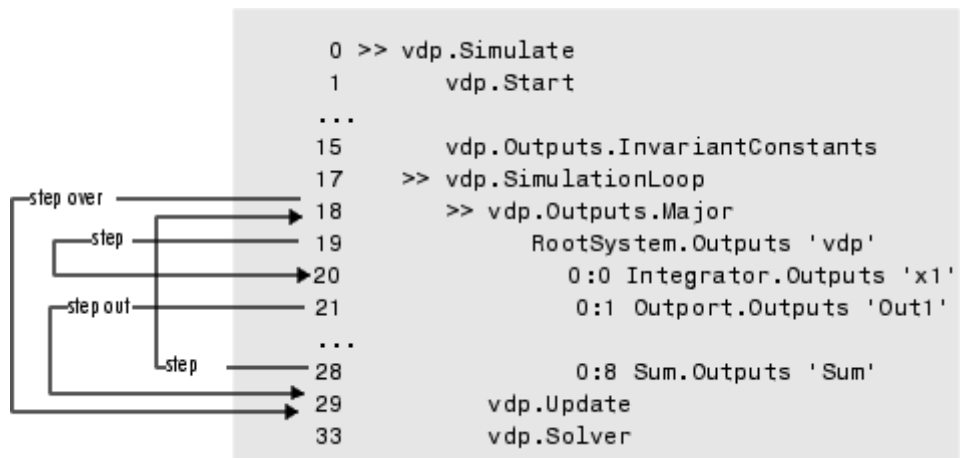 0 >> vdp.Simulate
1 vdp.Start
...
15 vdp.Outputs.InvariantConstants
17 >> vdp.SimulationLoop
step over
18 >> vdp.Outputs.Major
step
19 RootSystem.Outputs 'vdp'
20 0:0 Integrator.Outputs 'x1'
step out
21 0:1 Outport.Outputs 'Out1'
...
step
28 0:8 Sum.Outputs 'Sum'
29 vdp.Update
33 vdp.Solver